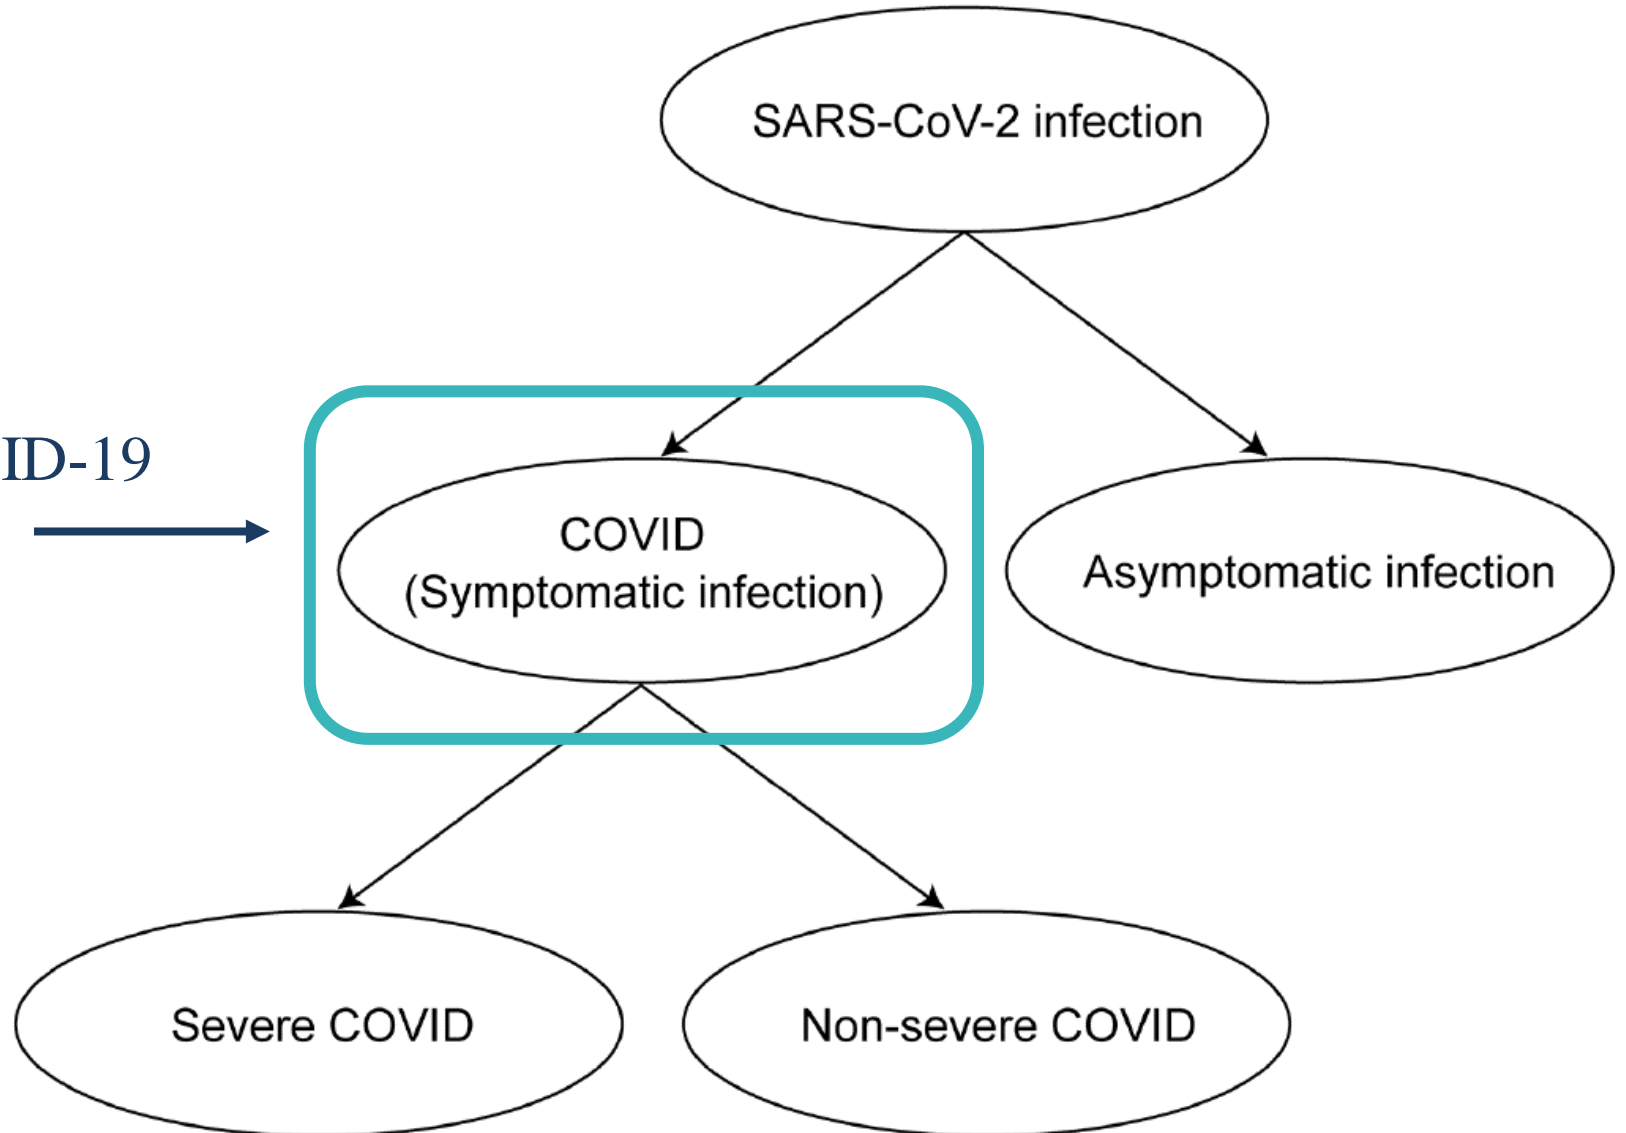 SARS-CoV-2 infection
ID-19
COVID
(Symptomatic infection)
Asymptomatic infection
Severe COVID
Non-severe COVID